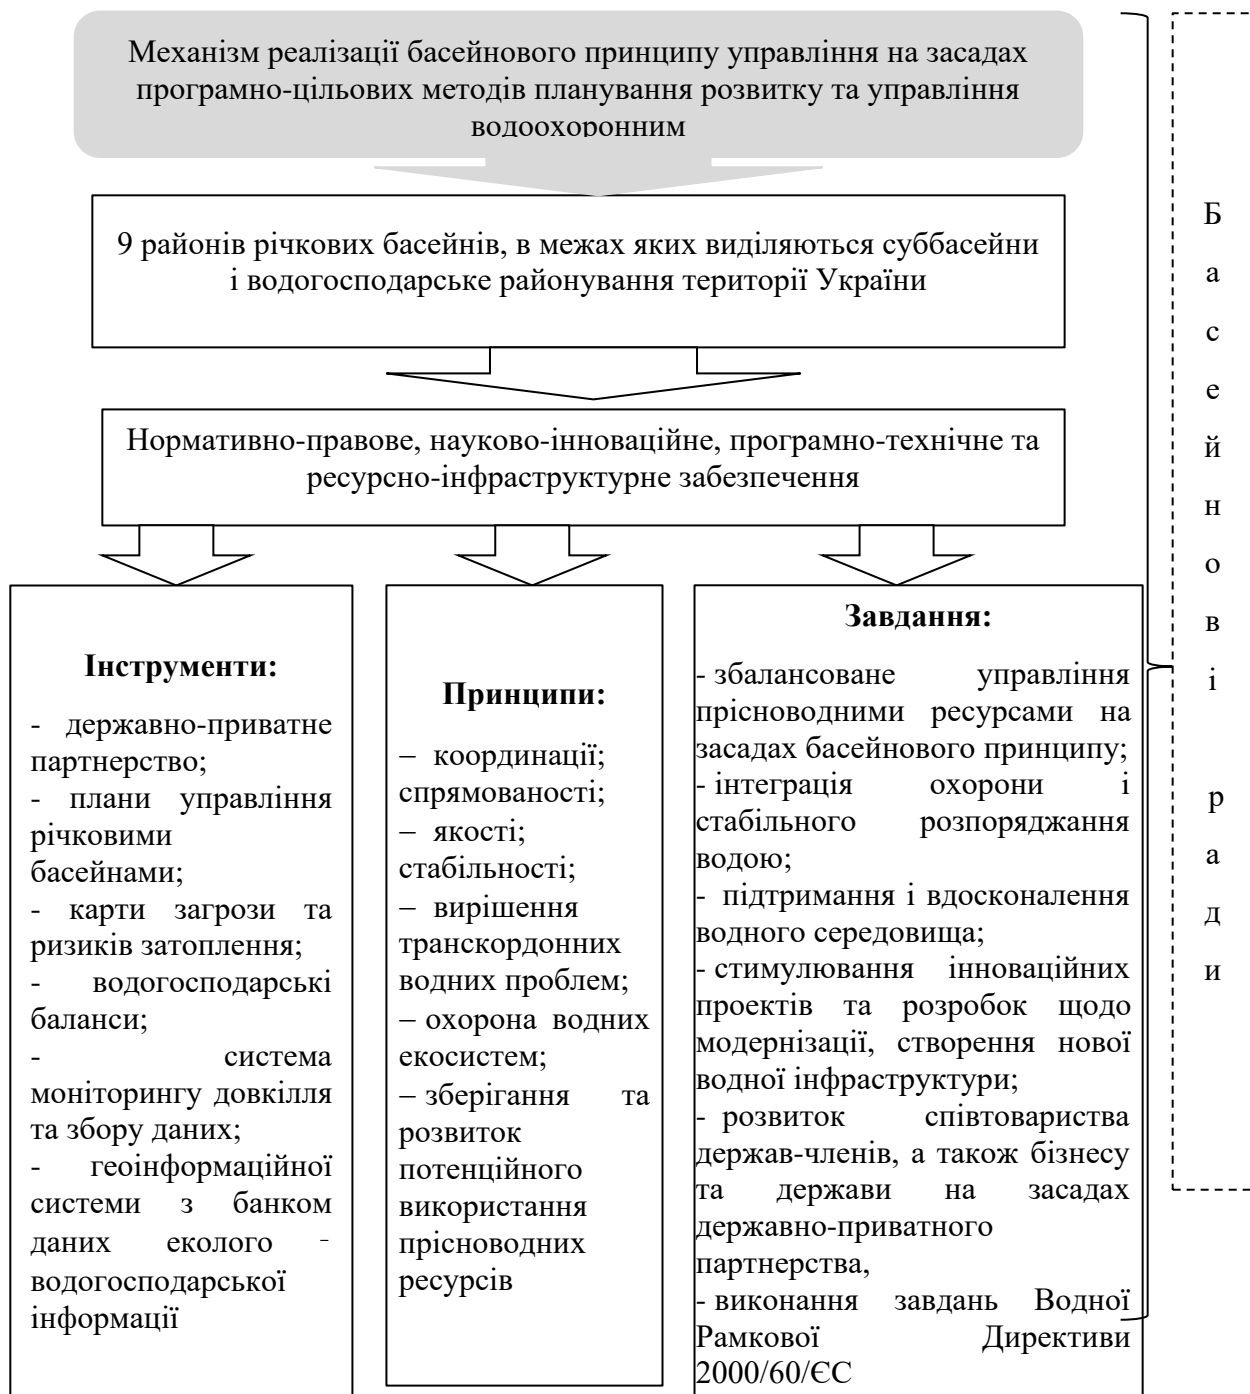 Механізм реалізації басейнового принципу управління на засадах
програмно-цільових методів планування розвитку та управління
водоохоронним
9 районів річкових басейнів, в межах яких виділяються суббасейни
і водогосподарське районування території України
Нормативно-правове, науково-інноваційне, програмно-технічне та
ресурсно-інфраструктурне забезпечення
Інструменти:
- державно-приватне
партнерство;
- плани управління
річковими
басейнами;
- карти загрози та
ризиків затоплення;
- водогосподарські
баланси;
- система
моніторингу довкілля
та збору даних;
- геоінформаційної
системи з банком
даних еколого -
водогосподарської
інформації
Принципи:
– координації;
спрямованості;
– якості;
стабільності;
– вирішення
транскордонних
водних проблем;
– охорона водних
екосистем;
– зберігання та
розвиток
потенційного
використання
прісноводних
ресурсів
Завдання:
- збалансоване управління
прісноводними ресурсами на
засадах басейнового принципу;
- інтеграція охорони і
стабільного розпоряджання
водою;
- підтримання і вдосконалення
водного середовища;
- стимулювання інноваційних
проектів та розробок щодо
модернізації, створення нової
водної інфраструктури;
- розвиток співтовариства
держав-членів, а також бізнесу
та держави на засадах
державно-приватного
партнерства,
- виконання завдань Водної
Рамкової Директиви
2000/60/ЄС
Б
а
с
е
й
н
о
в
і
р
а
д
и